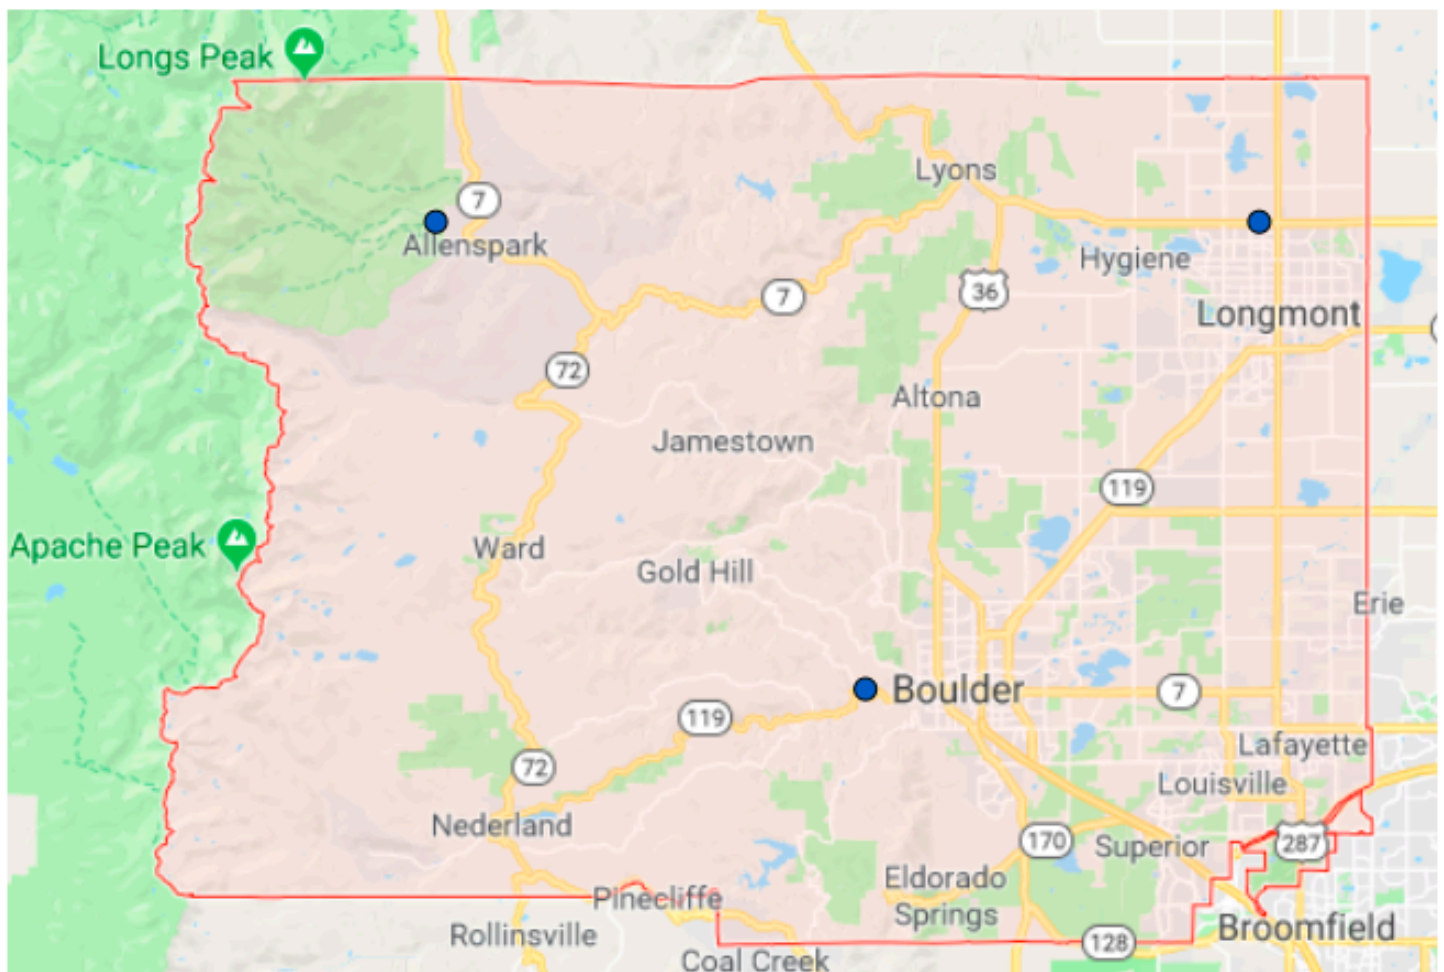 Longs Peak
7
Lyons
Allenspark
Hygiene
7
36
Longmont
72
Altona
Jamestown
119
Apache Peak
Ward
Gold Hill
Erie
Boulder
7
119
Lafayette
72
Louisville
Nederland
170
Superior
287
Eldorado
Springs
Pinecliffe
Broomfield
Rollinsville
128
Coal Creek